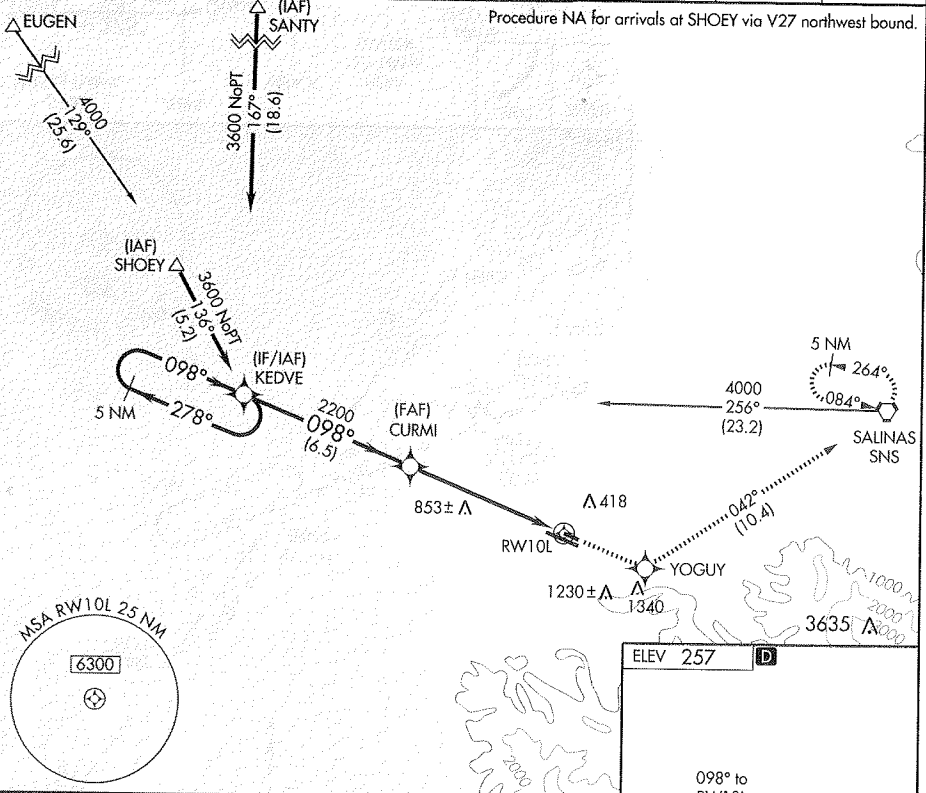 Procedure NA for arrivals at SHOEY via V27 northwest bound.
EUGEN
(IAF)
SANTY
4000
129°
(25.6)
3600 NoPT
167°
(18.6)
(IAF)
SHOEY
3600 NoPT
136°
(5.2)
(IF/IAF)
KEDVE
098°
278°
5 NM
2200
098°
(6.5)
(FAF)
CURMI
853±
418
RW10L
YOGUY
1230±
1340
042°
(10.4)
4000
256°
(23.2)
5 NM
264°
084°
SALINAS
SNS
1000
2000
3635
2000
MSA RW10L 25 NM
6300
ELEV 257
D
098° to